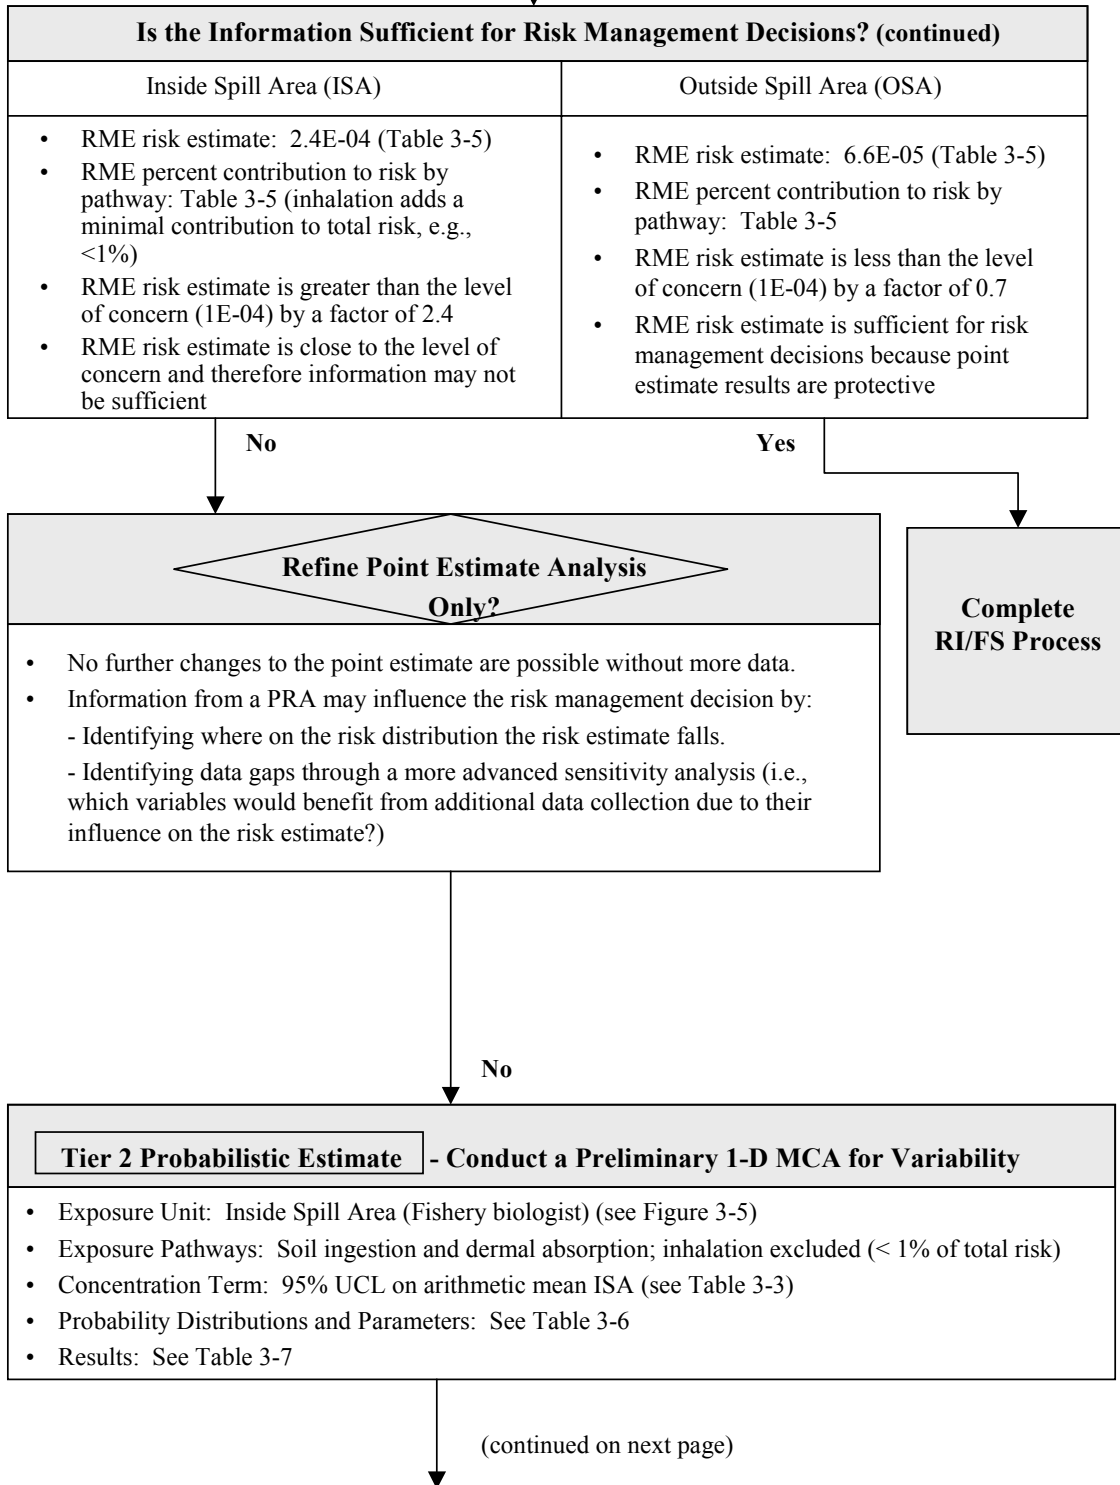 Is the Information Sufficient for Risk Management Decisions? (continued)
Inside Spill Area (ISA)
• RME risk estimate: 2.4E-04 (Table 3-5)
• RME percent contribution to risk by
pathway: Table 3-5 (inhalation adds a
minimal contribution to total risk, e.g.,
<1%)
• RME risk estimate is greater than the level
of concern (1E-04) by a factor of 2.4
• RME risk estimate is close to the level of
concern and therefore information may not
be sufficient
Outside Spill Area (OSA)
• RME risk estimate: 6.6E-05 (Table 3-5)
• RME percent contribution to risk by
pathway: Table 3-5
• RME risk estimate is less than the level
of concern (1E-04) by a factor of 0.7
• RME risk estimate is sufficient for risk
management decisions because point
estimate results are protective
No
Yes
Refine Point Estimate Analysis
Only?
• No further changes to the point estimate are possible without more data.
• Information from a PRA may influence the risk management decision by:
- Identifying where on the risk distribution the risk estimate falls.
- Identifying data gaps through a more advanced sensitivity analysis (i.e.,
which variables would benefit from additional data collection due to their
influence on the risk estimate?)
Complete
RI/FS Process
No
Tier 2 Probabilistic Estimate - Conduct a Preliminary 1-D MCA for Variability
• Exposure Unit: Inside Spill Area (Fishery biologist) (see Figure 3-5)
• Exposure Pathways: Soil ingestion and dermal absorption; inhalation excluded (< 1% of total risk)
• Concentration Term: 95% UCL on arithmetic mean ISA (see Table 3-3)
• Probability Distributions and Parameters: See Table 3-6
• Results: See Table 3-7
(continued on next page)